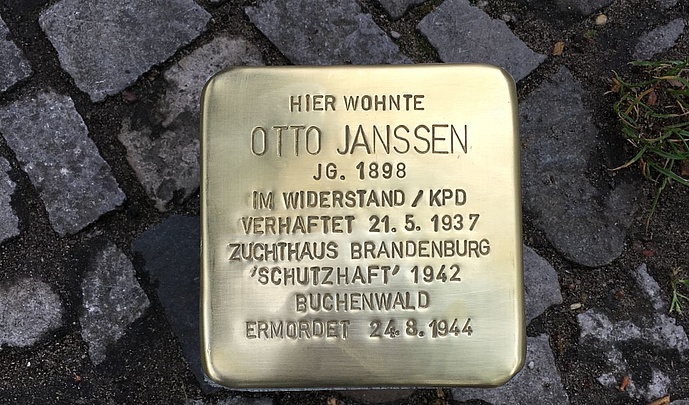 HIER WOHNTE
OTTO JANSSEN
JG. 1898
IM WIDERSTAND / KPD
VERHAFTET 21. 5. 1937
ZUCHTHAUS BRANDENBURG
'SCHUTZHAFT' 1942
BUCHENWALD
ERMORDET 24.8.1944